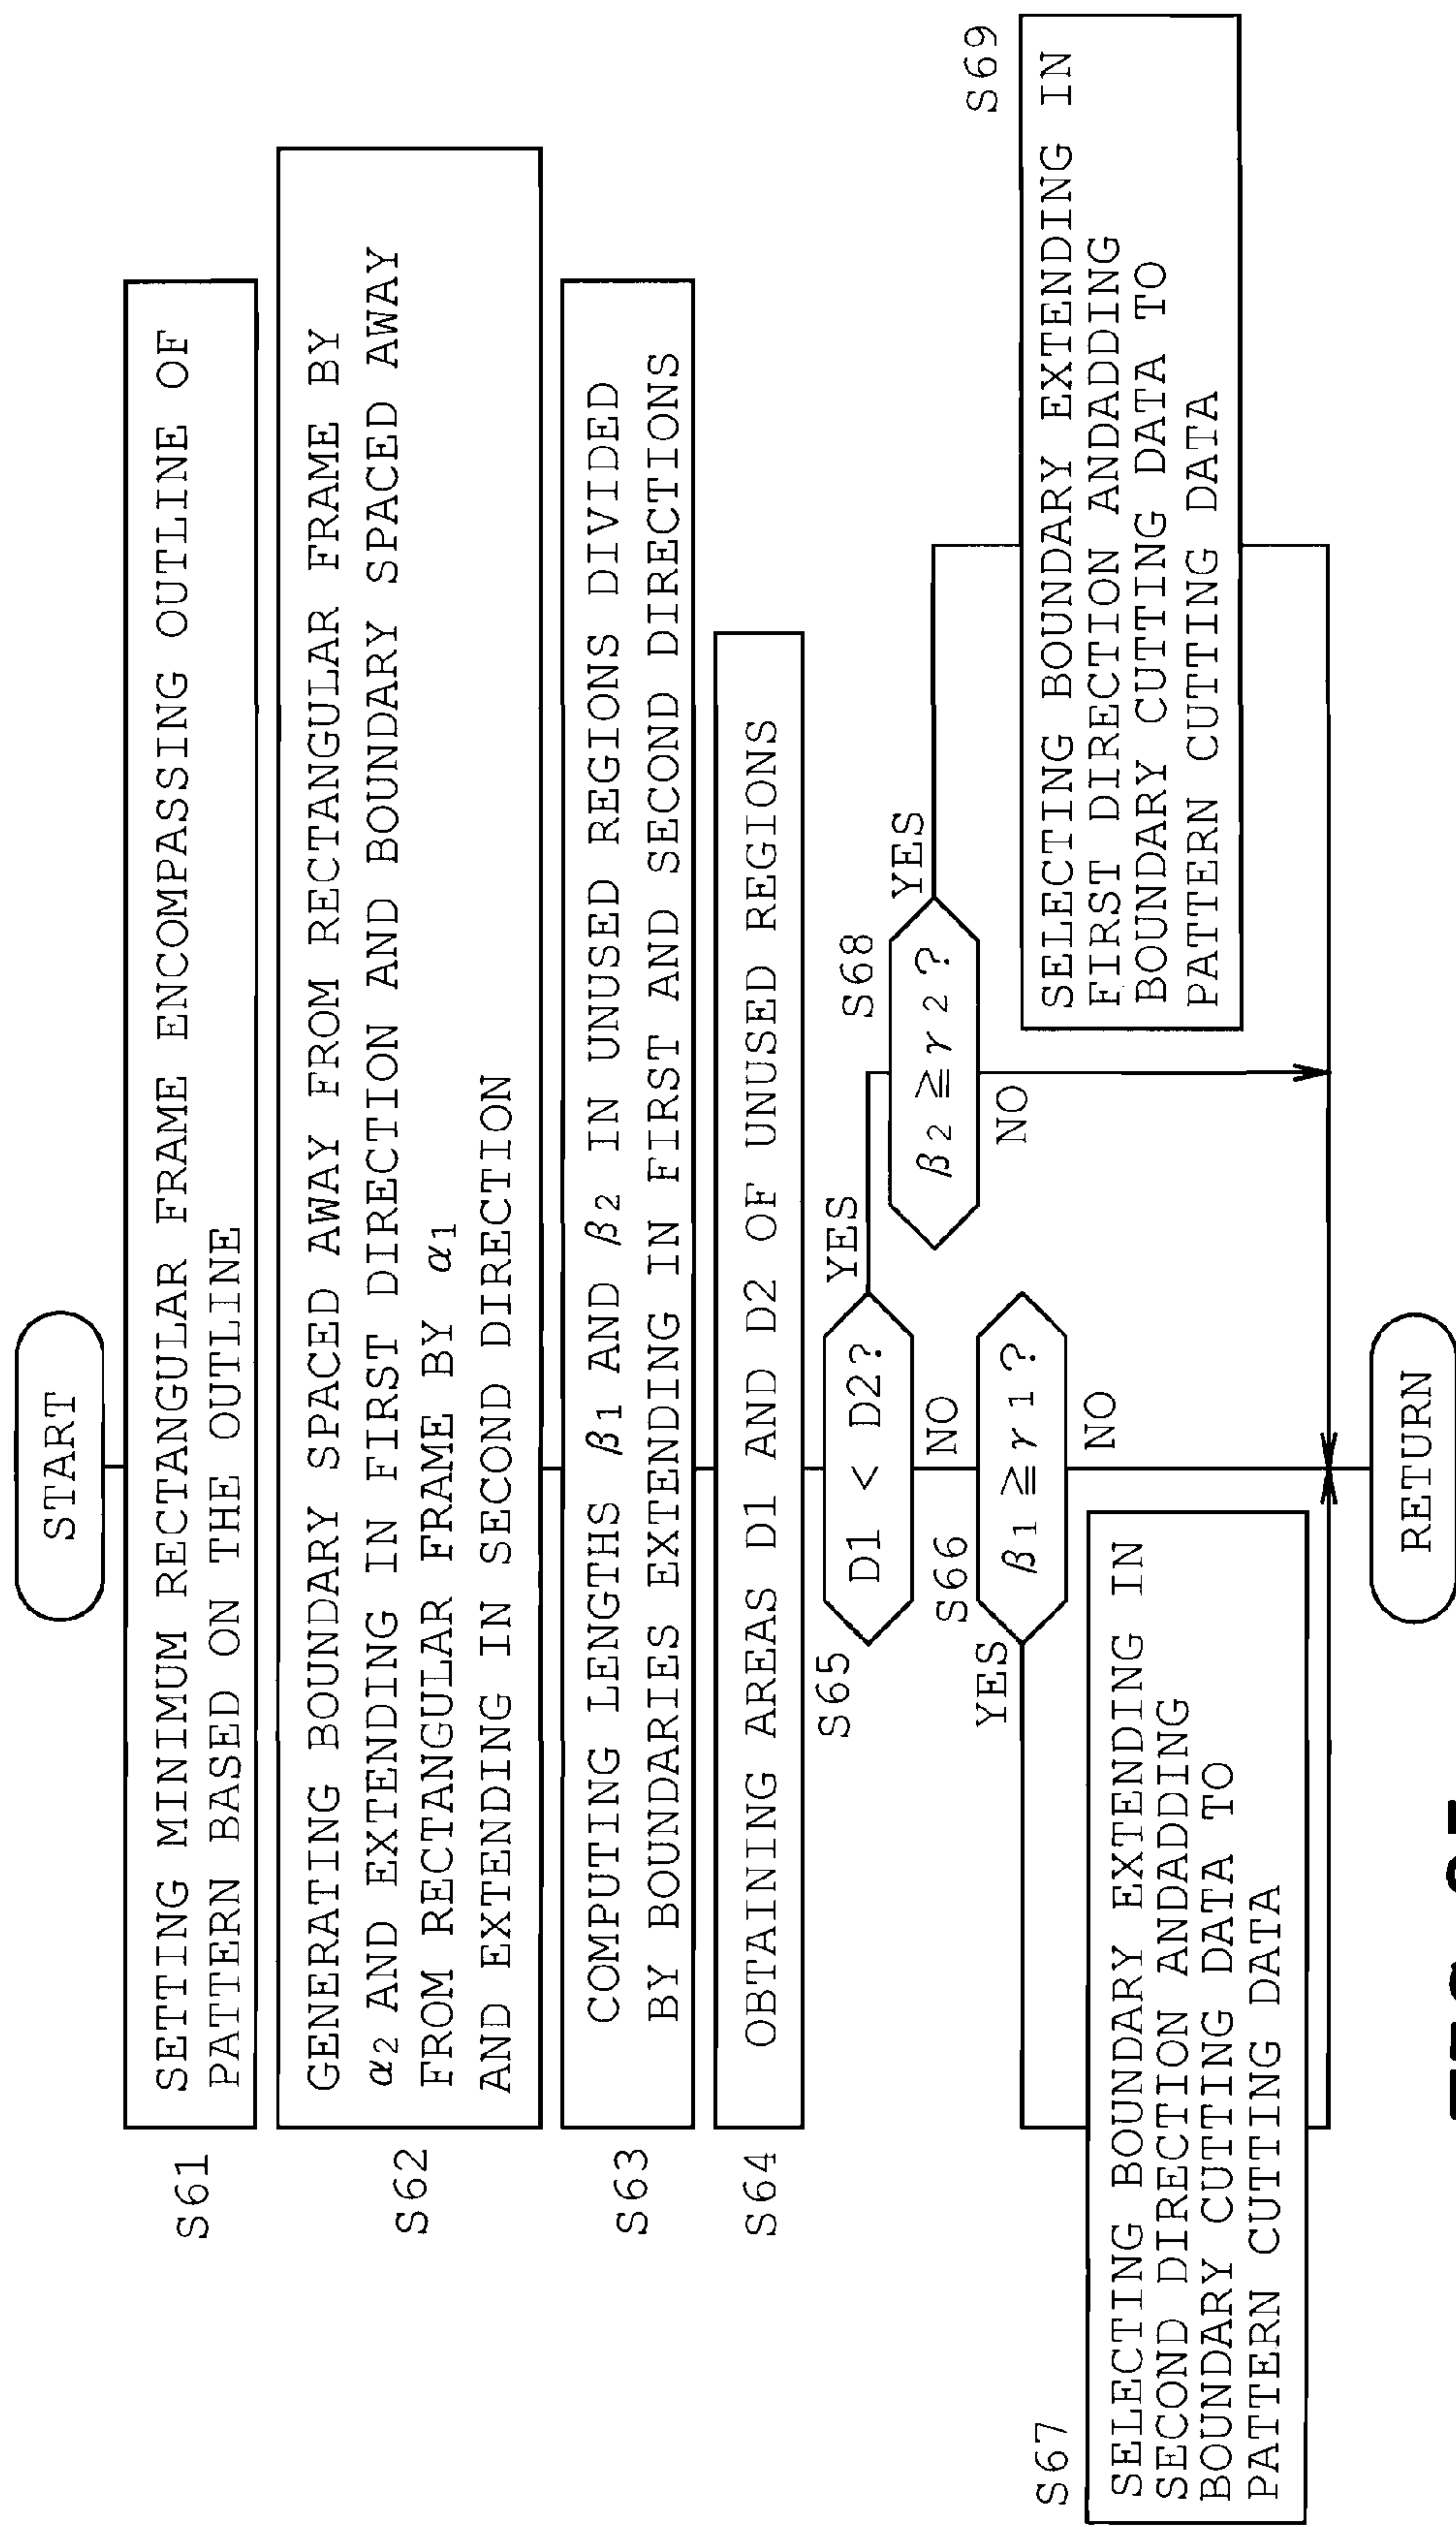 START
S61
SETTING MINIMUM RECTANGULAR FRAME ENCOMPASSING OUTLINE OF
PATTERN BASED ON THE OUTLINE
S62
GENERATING BOUNDARY SPACED AWAY FROM RECTANGULAR FRAME BY
α2 AND EXTENDING IN FIRST DIRECTION AND BOUNDARY SPACED AWAY
FROM RECTANGULAR FRAME BY α1
AND EXTENDING IN SECOND DIRECTION
S63
COMPUTING LENGTHS β1 AND β2 IN UNUSED REGIONS DIVIDED
BY BOUNDARIES EXTENDING IN FIRST AND SECOND DIRECTIONS
S64
OBTAINING AREAS D1 AND D2 OF UNUSED REGIONS
S65
D1 < D2?
YES
NO
S66
β1 ≧ r1?
YES
NO
S68
β2 ≧ r2?
YES
NO
S67
SELECTING BOUNDARY EXTENDING IN
SECOND DIRECTION ANDADDING
BOUNDARY CUTTING DATA TO
PATTERN CUTTING DATA
S69
SELECTING BOUNDARY EXTENDING IN
FIRST DIRECTION ANDADDING
BOUNDARY CUTTING DATA TO
PATTERN CUTTING DATA
RETURN